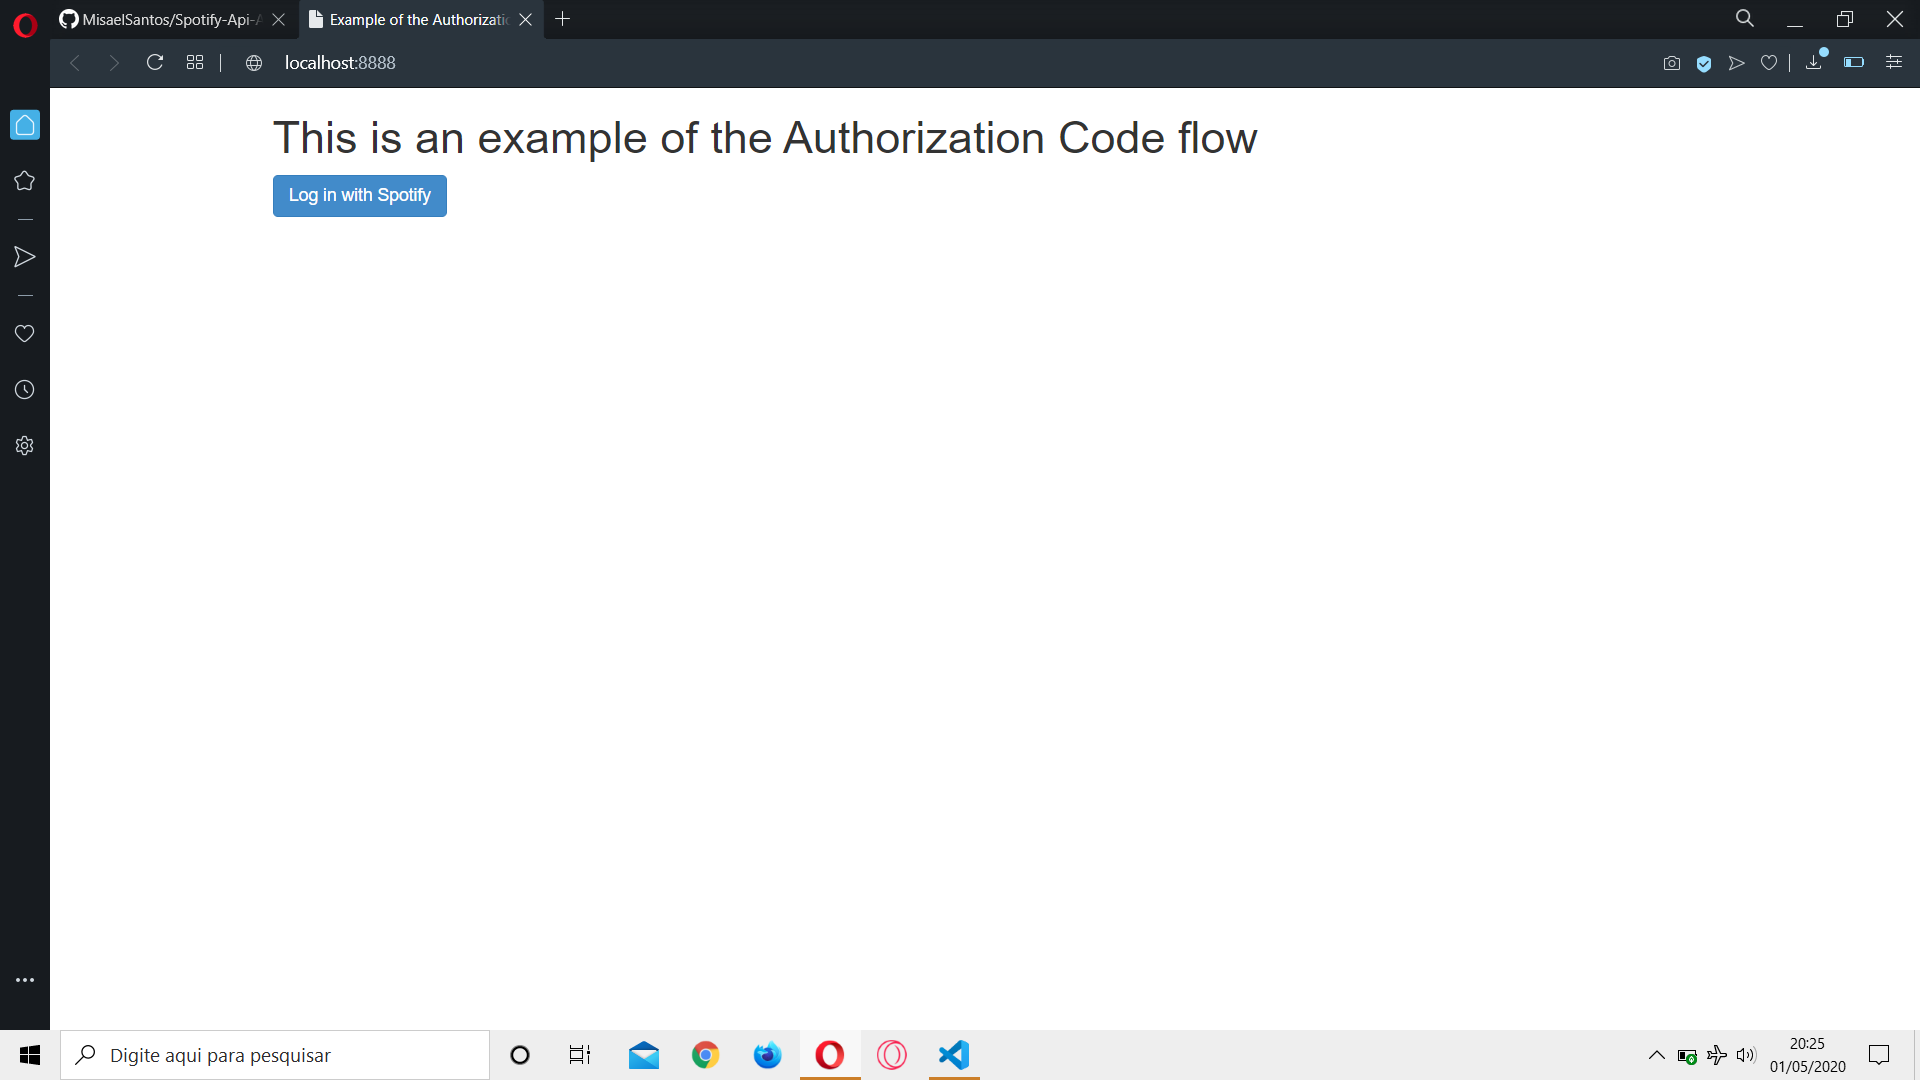 MisaelSantos/Spotify-Api-A
Example of the Authorizatio
localhost:8888
This is an example of the Authorization Code flow
Log in with Spotify
Digite aqui para pesquisar
20:25
01/05/2020